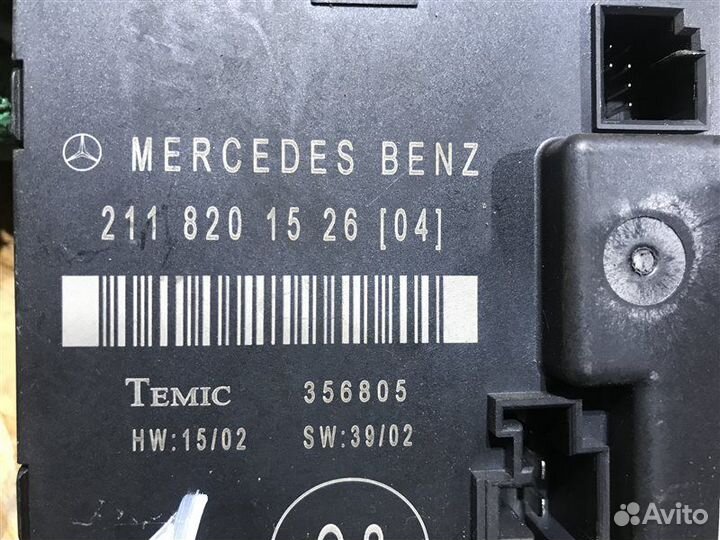 MERCEDES BENZ
211 820 15 26 [04]
TEMIC 356805
HW:15/02 SW:39/02
Avito